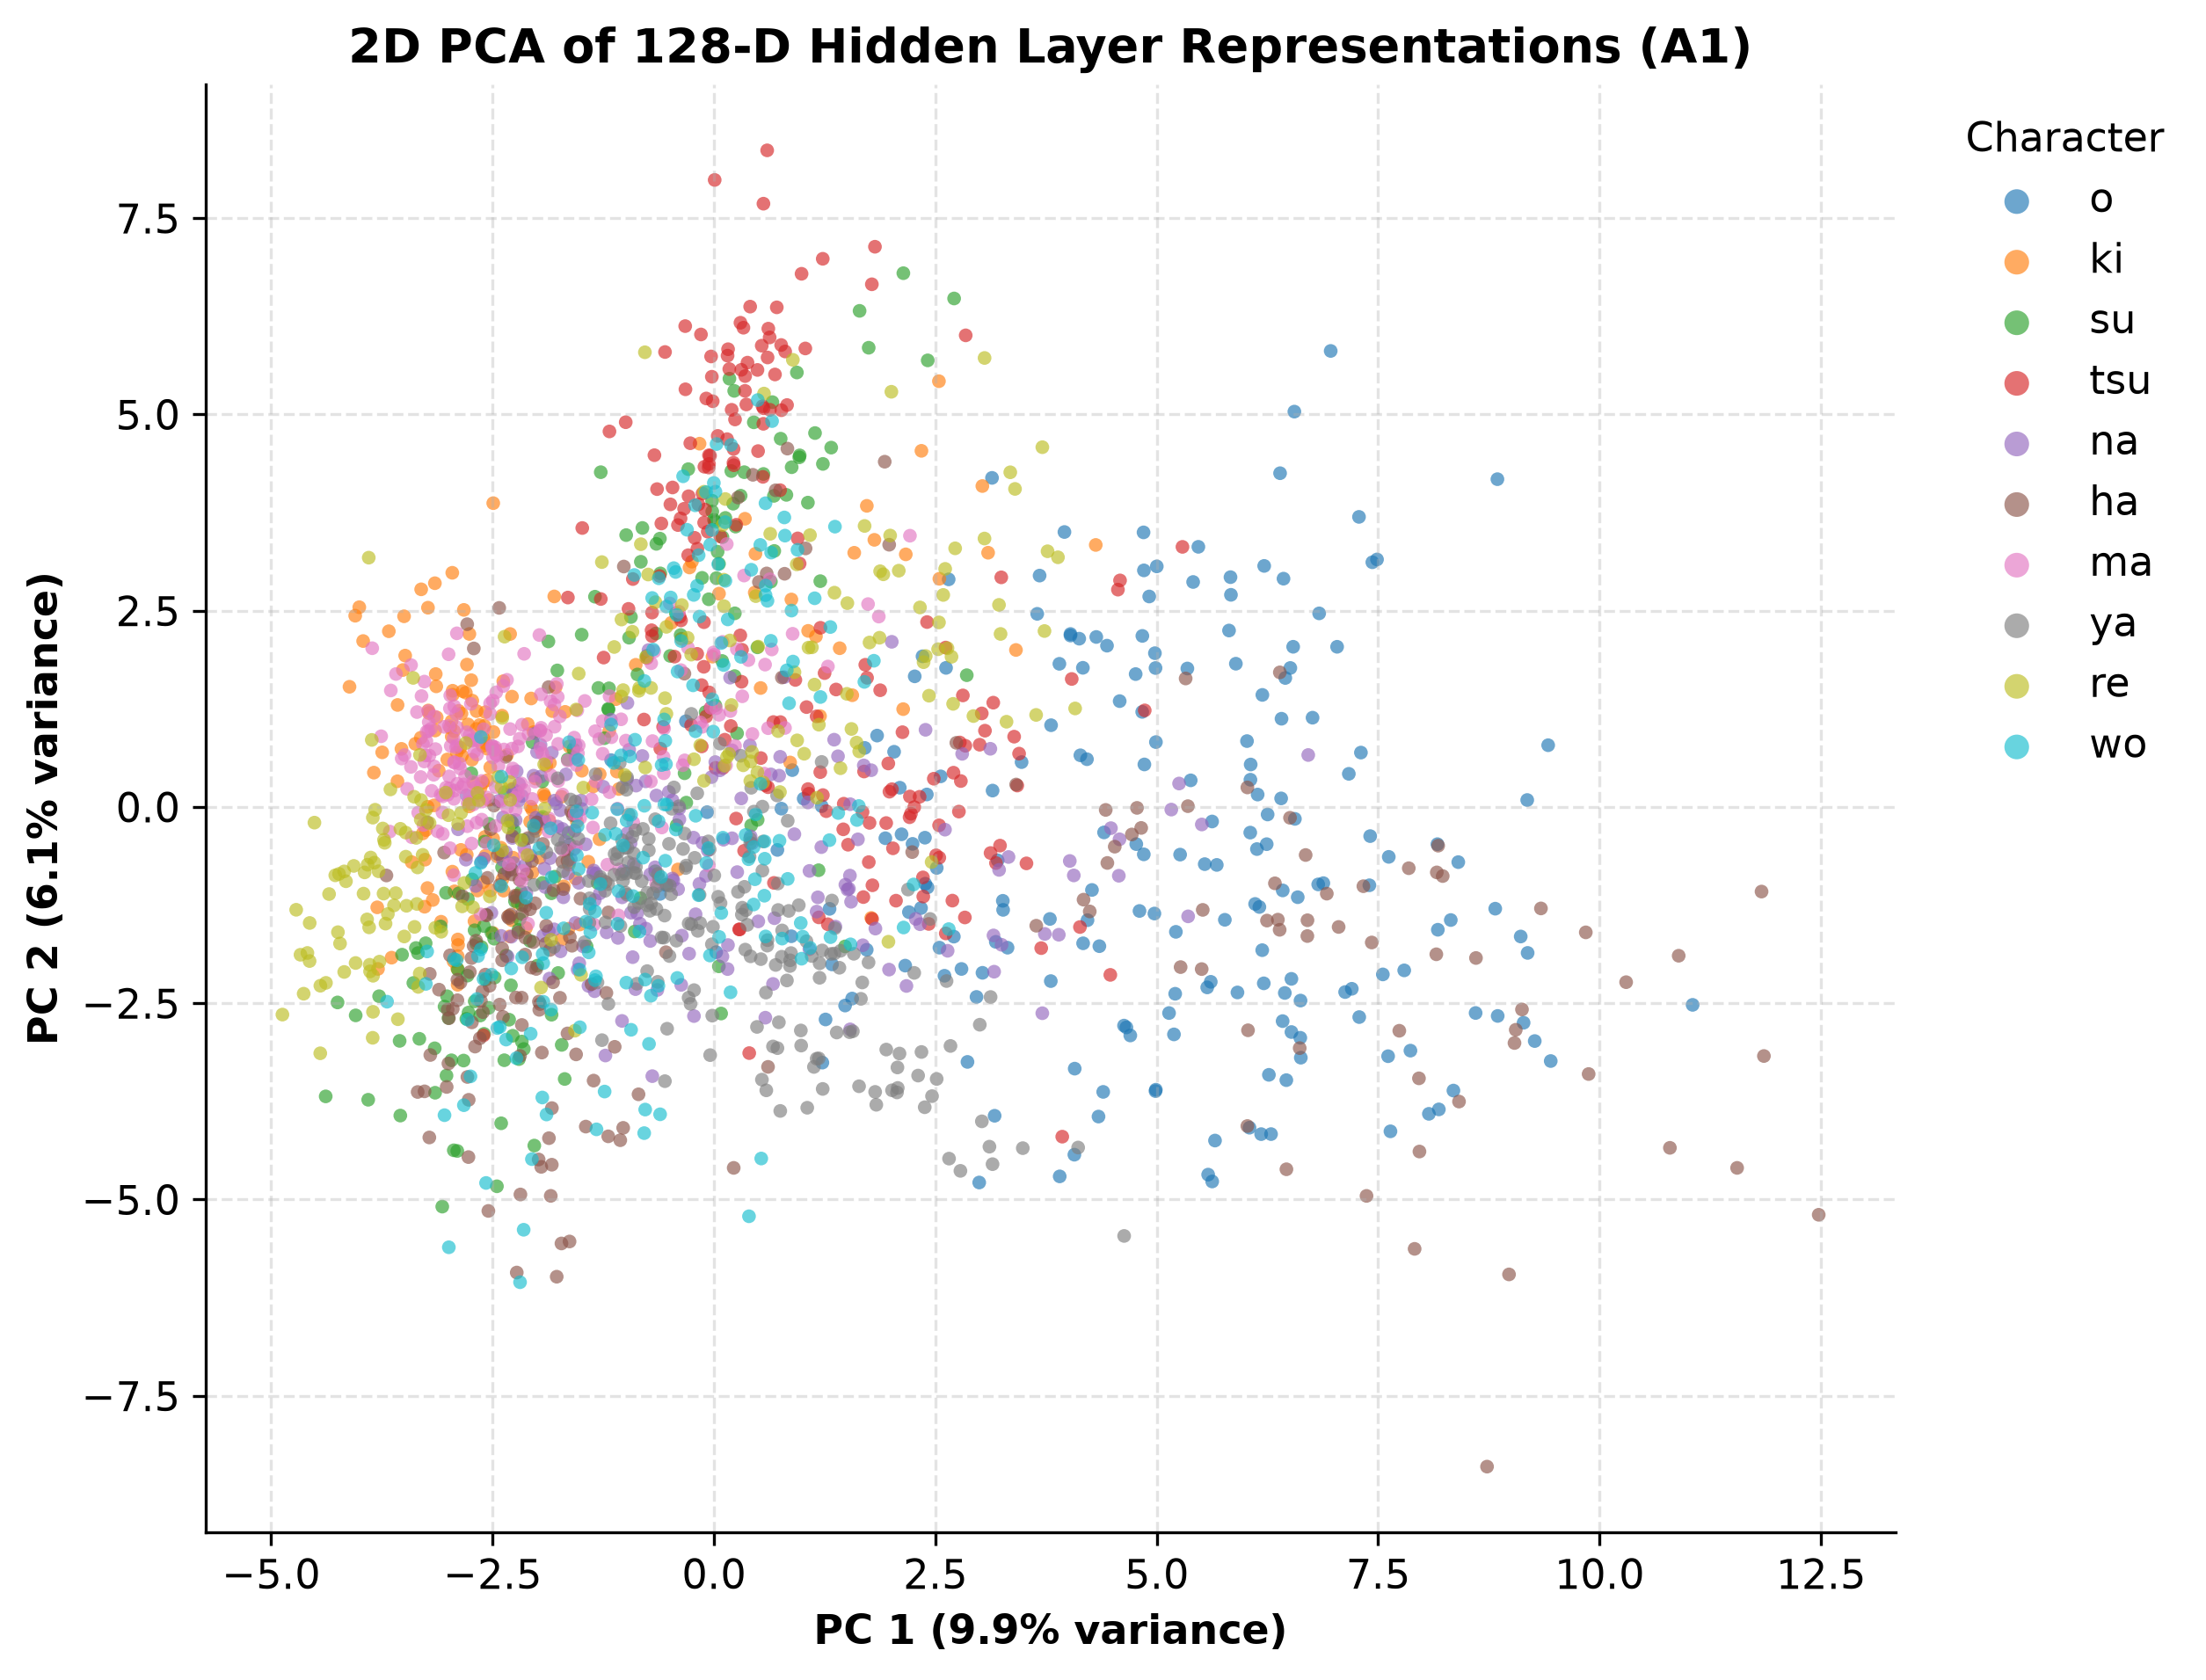 2D PCA of 128-D Hidden Layer Representations (A1)
Character
o
ki
su
tsu
na
ha
ma
ya
re
wo
PC 2 (6.1% variance)
7.5
5.0
2.5
0.0
−2.5
−5.0
−7.5
−5.0
−2.5
0.0
2.5
5.0
7.5
10.0
12.5
PC 1 (9.9% variance)